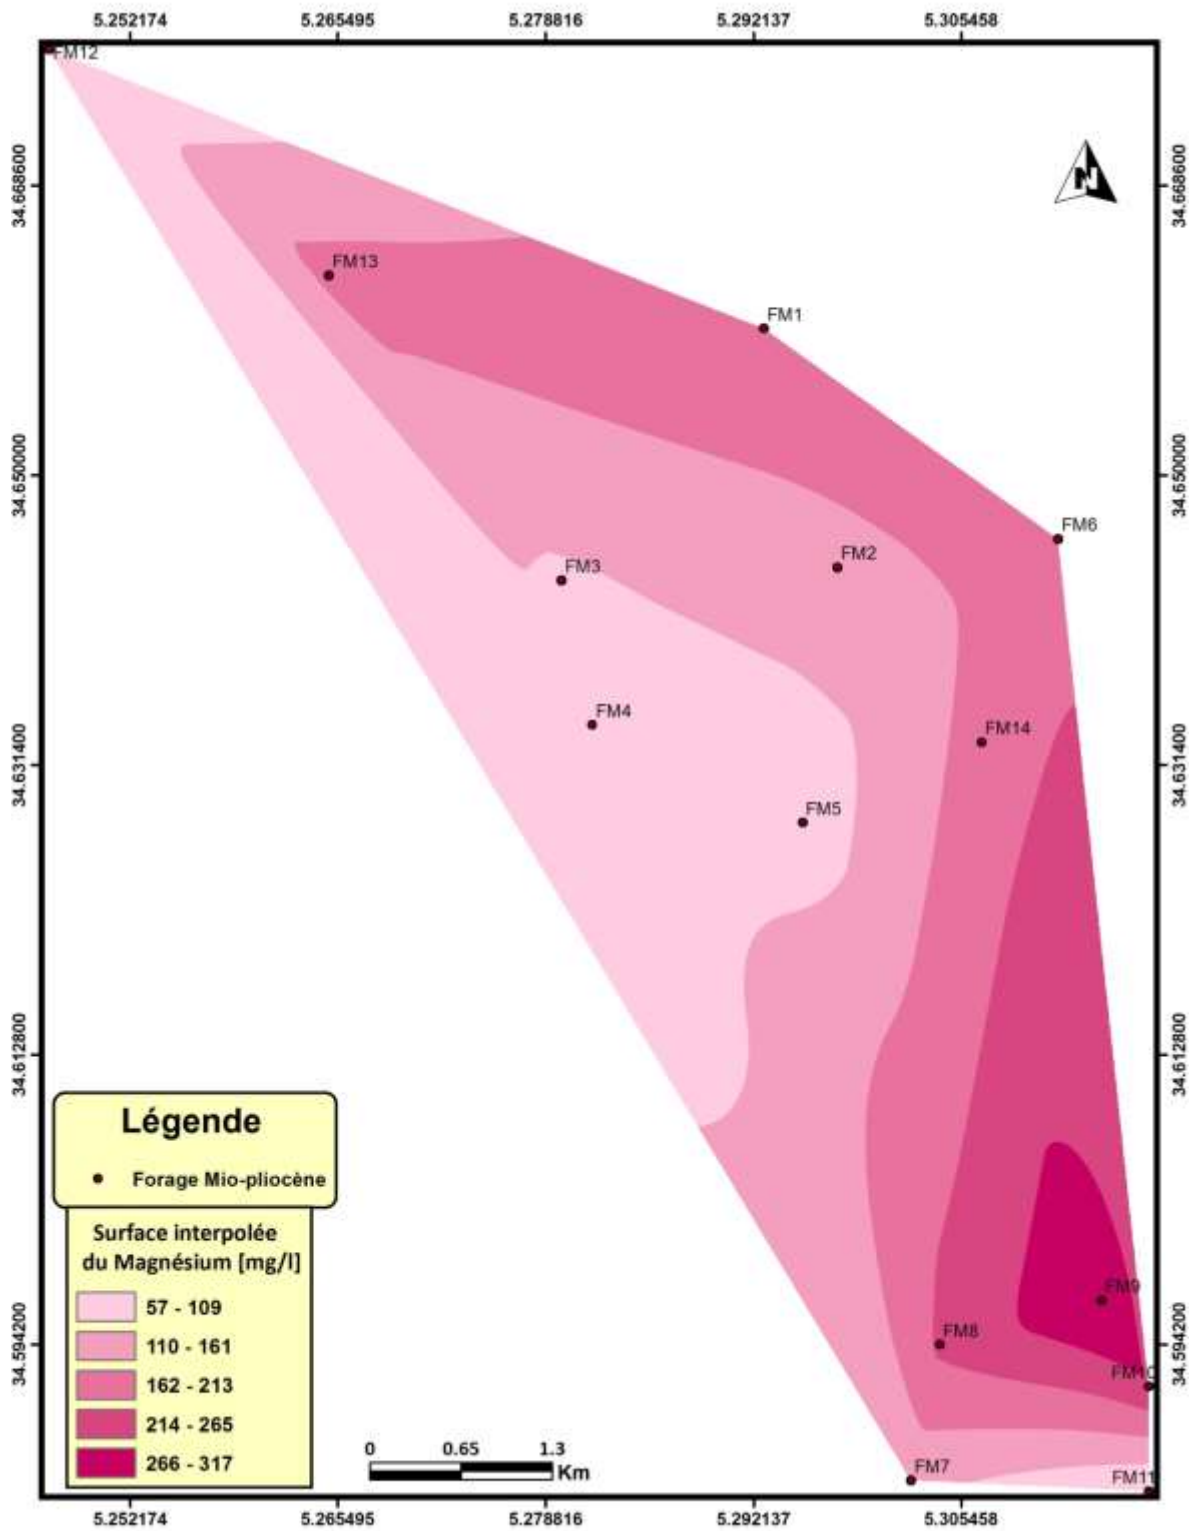 5.252174 5.265495 5.278816 5.292137 5.305458
FM12
34.668600 34.668600
N
FM13
FM1
34.650000 34.650000
FM6
FM2
FM3
FM4
FM14
34.631400 34.631400
FM5
34.612800 34.612800
Légende
Forage Mio-pliocène
Surface interpolée
du Magnésium [mg/l]
57 - 109
110 - 161
162 - 213
214 - 265
266 - 317
FM9
FM8
34.594200 34.594200
FM10
0 0.65 1.3
Km
FM7
FM11
5.252174 5.265495 5.278816 5.292137 5.305458